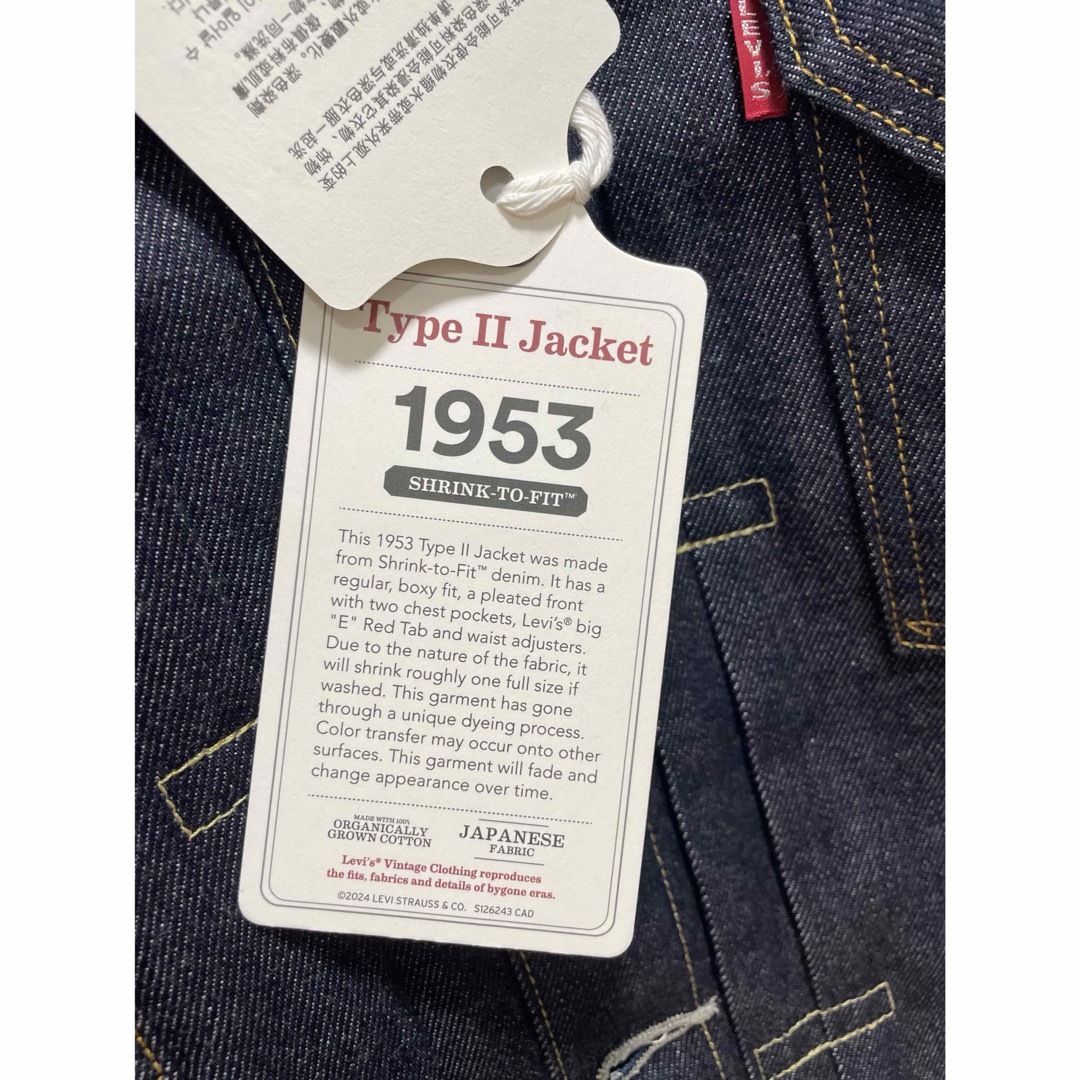 Type II Jacket
1953
SHRINK-TO-FIT™
This 1953 Type II Jacket was made
from Shrink-to-Fit™ denim. It has a
regular, boxy fit, a pleated front
with two chest pockets, Levi's® big
"E" Red Tab and waist adjusters.
Due to the nature of the fabric, it
will shrink roughly one full size if
washed. This garment has gone
through a unique dyeing process.
Color transfer may occur onto other
surfaces. This garment will fade and
change appearance over time.
MADE WITH 100%
ORGANICALLY
GROWN COTTON
JAPANESE
FABRIC
Levi's® Vintage Clothing reproduces
the fits, fabrics and details of bygone eras.
©2024 LEVI STRAUSS & CO. S126243 CAD